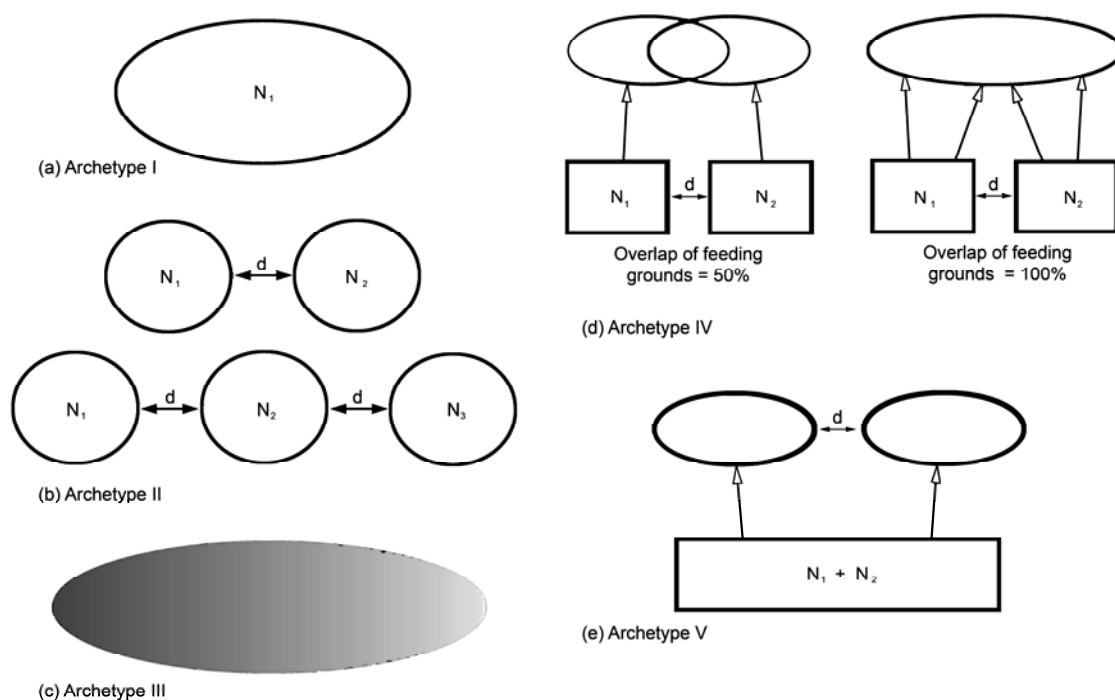 N₁
(a) Archetype I
N₁ d N₂
N₁ d N₂ d N₃
(b) Archetype II
(c) Archetype III
N₁ d N₂
Overlap of feeding
grounds = 50%
N₁ d N₂
Overlap of feeding
grounds = 100%
(d) Archetype IV
d
N₁ + N₂
(e) Archetype V